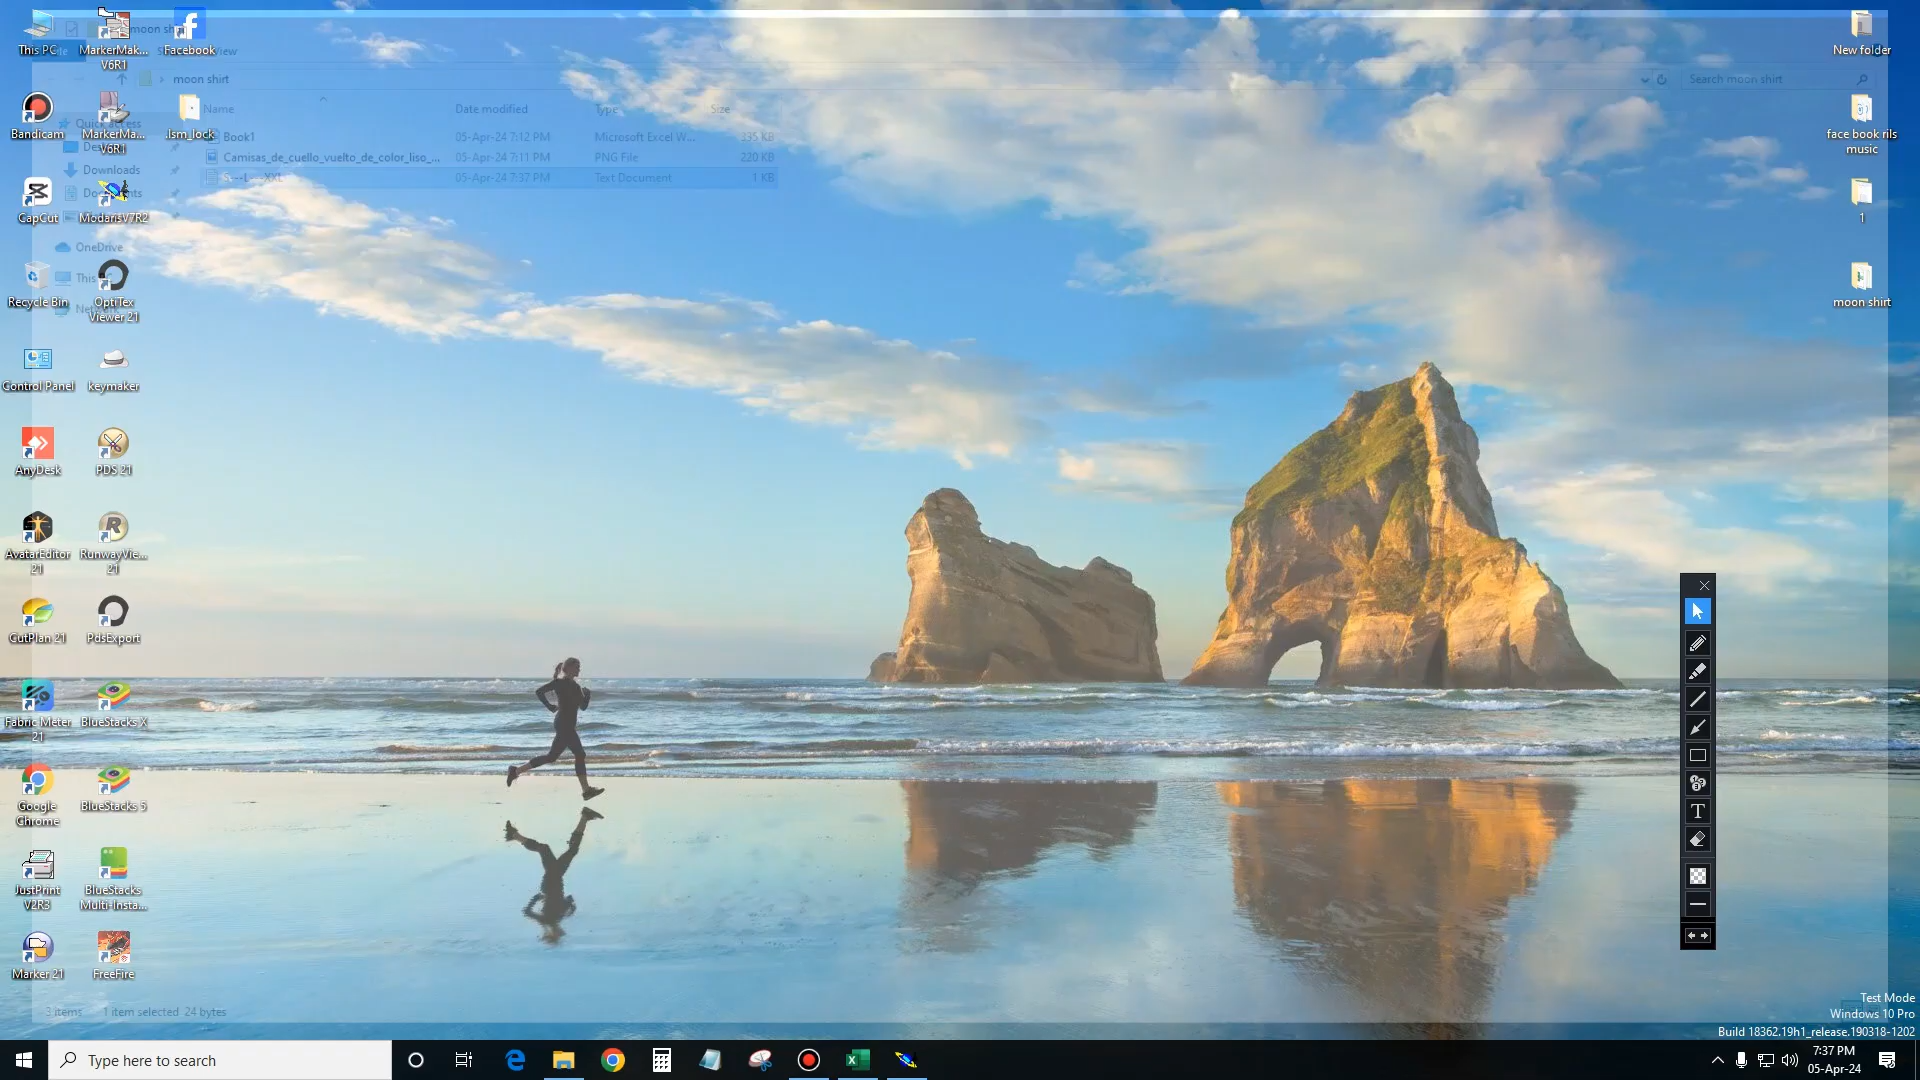 This PC
MarkerMak...
V6R1
Facebook
New folder
moon shirt
View
moon shirt
Search moon shirt
Name
Date modified
Type
Size
Bandicam
MarkerMa...
V6R1
.lsm_lock
Quick access
Book1
05-Apr-24 7:12 PM
Microsoft Excel W...
335 KB
face book rils
music
Camisas_de_cuello_vuelto_de_color_liso_...
05-Apr-24 7:11 PM
PNG File
220 KB
Downloads
05-Apr-24 7:37 PM
Text Document
1 KB
CapCut
ModarisV7R2
1
OneDrive
Recycle Bin
OptiTex
Viewer 21
moon shirt
Control Panel
keymaker
AnyDesk
PDS 21
AvatarEditor
21
RunwayVie...
21
CutPlan 21
PdsExport
Fabric Meter
21
BlueStacks X
Google
Chrome
BlueStacks 5
JustPrint
V2R3
BlueStacks
Multi-Insta...
Marker 21
FreeFire
3 items
1 item selected 24 bytes
Test Mode
Windows 10 Pro
Build 18362.19h1_release.190318-1202
Type here to search
7:37 PM
05-Apr-24